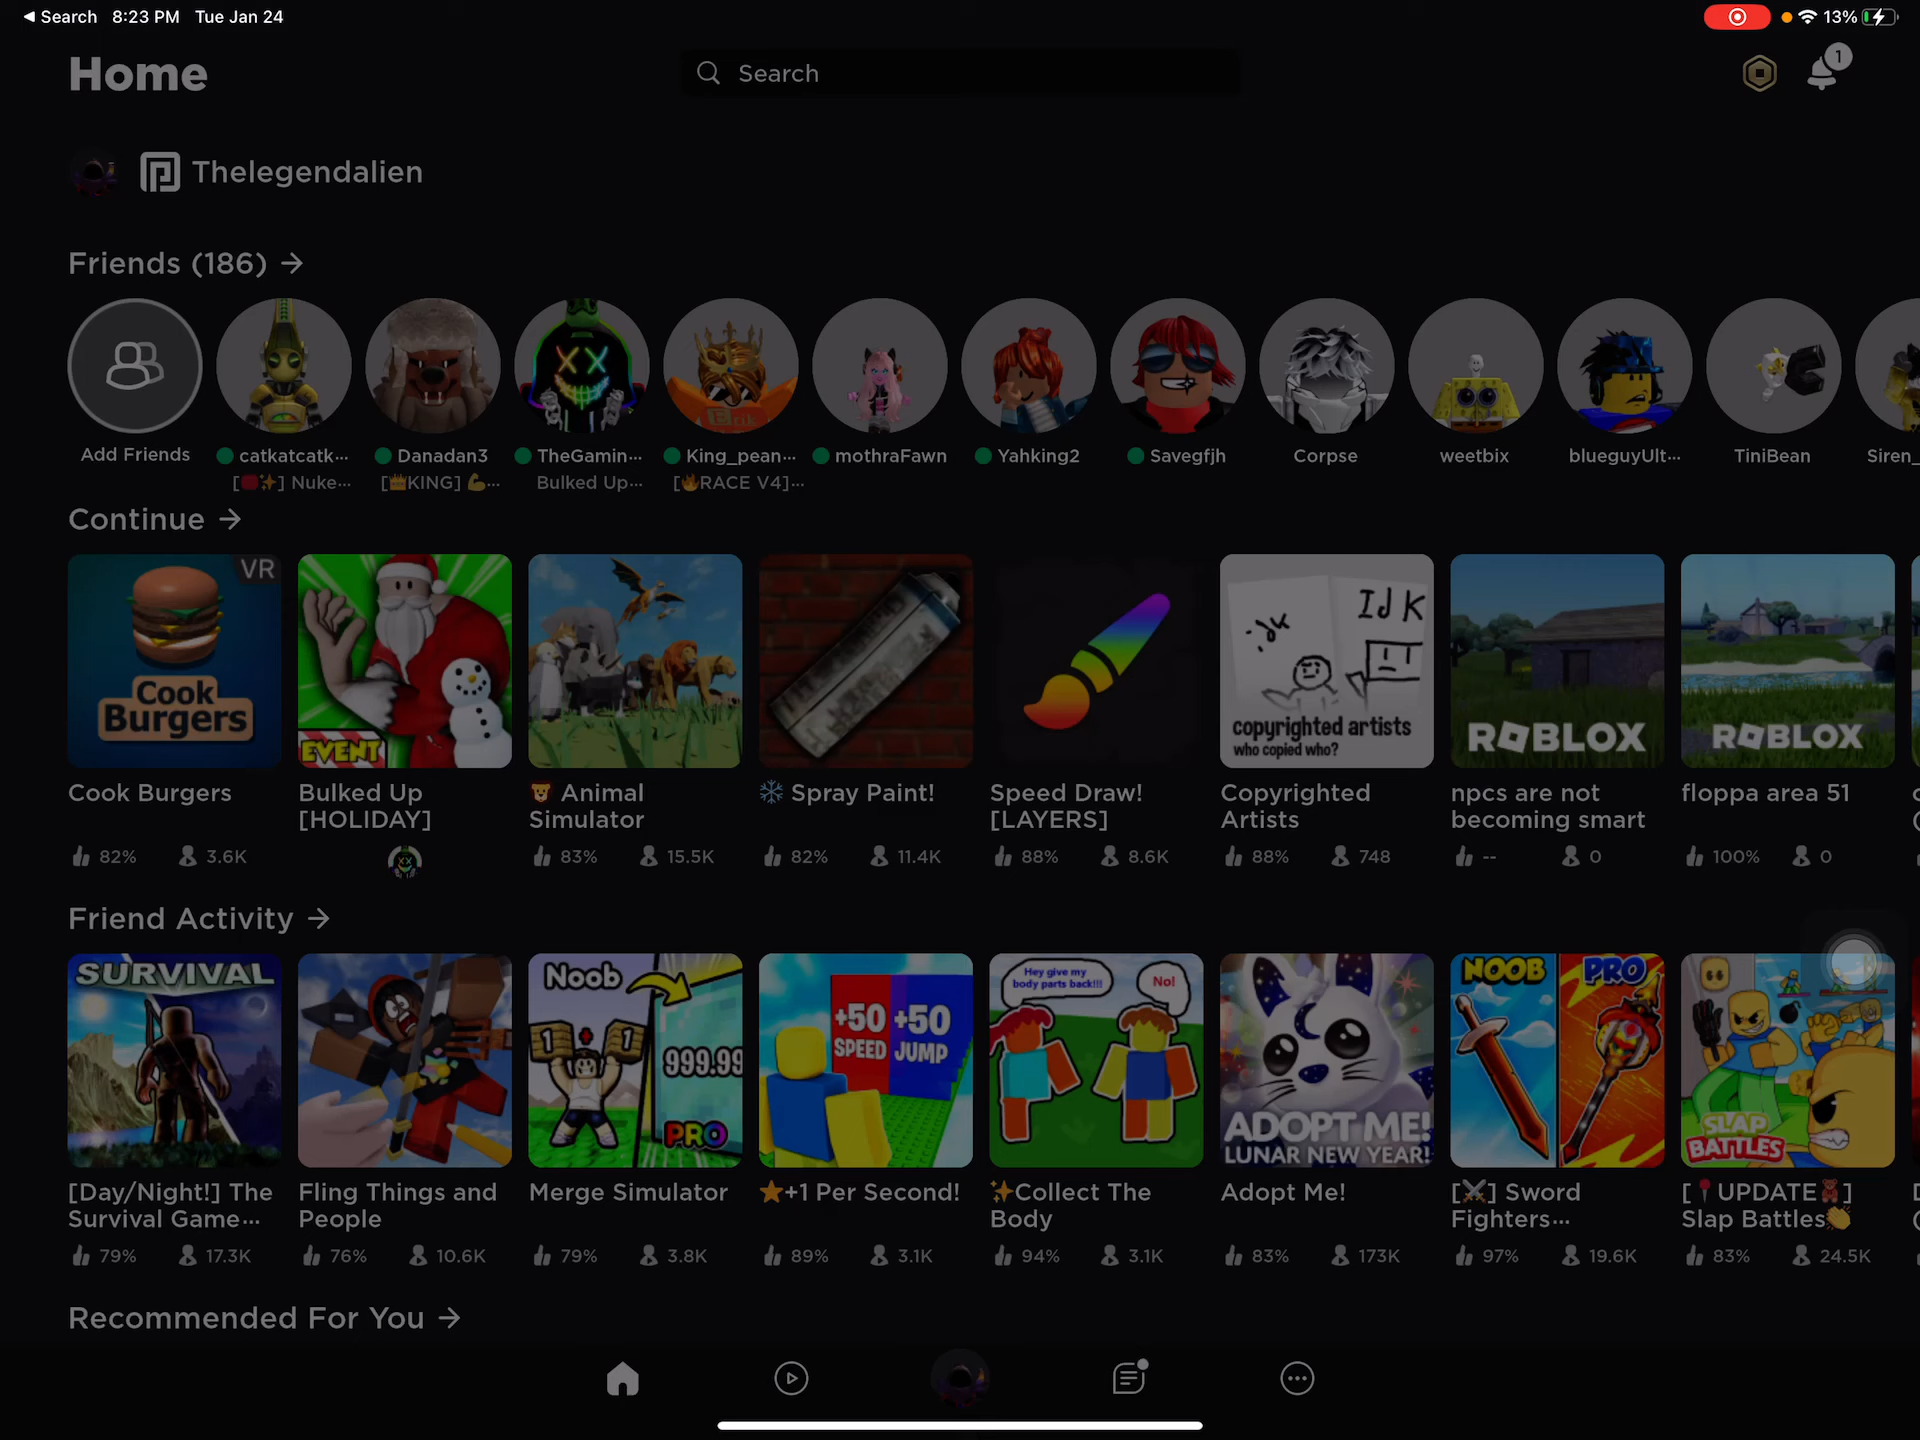 Search 8:23 PM Tue Jan 24 13%
Home
Search
1
Thelegendalien
Friends (186)
Add Friends
catkatcatk...
Danadan3
TheGamin...
King_pean...
mothraFawn
Yahking2
Savegfjh
Corpse
weetbix
blueguyUlt...
TiniBean
Siren_
[🟥✨] Nuke...
[👑KING] 💪...
Bulked Up...
[🔥RACE V4]...
Continue
VR
Cook
Burgers
EVENT
IJK
copyrighted artists
who copied who?
ROBLOX
ROBLOX
Cook Burgers
Bulked Up
[HOLIDAY]
🦁 Animal
Simulator
❄️ Spray Paint!
Speed Draw!
[LAYERS]
Copyrighted
Artists
npcs are not
becoming smart
floppa area 51
82% 3.6K
83% 15.5K
82% 11.4K
88% 8.6K
88% 748
-- 0
100% 0
Friend Activity
SURVIVAL
Noob
1 1
999.99
PRO
+50 +50
SPEED JUMP
Hey give my
body parts back!!!
No!
ADOPT ME!
LUNAR NEW YEAR!
NOOB PRO
SLAP
BATTLES
[Day/Night!] The
Survival Game...
Fling Things and
People
Merge Simulator
⭐+1 Per Second!
✨Collect The
Body
Adopt Me!
[⚔️] Sword
Fighters...
[🎈UPDATE🧸]
Slap Battles👏
79% 17.3K
76% 10.6K
79% 3.8K
89% 3.1K
94% 3.1K
83% 173K
97% 19.6K
83% 24.5K
Recommended For You